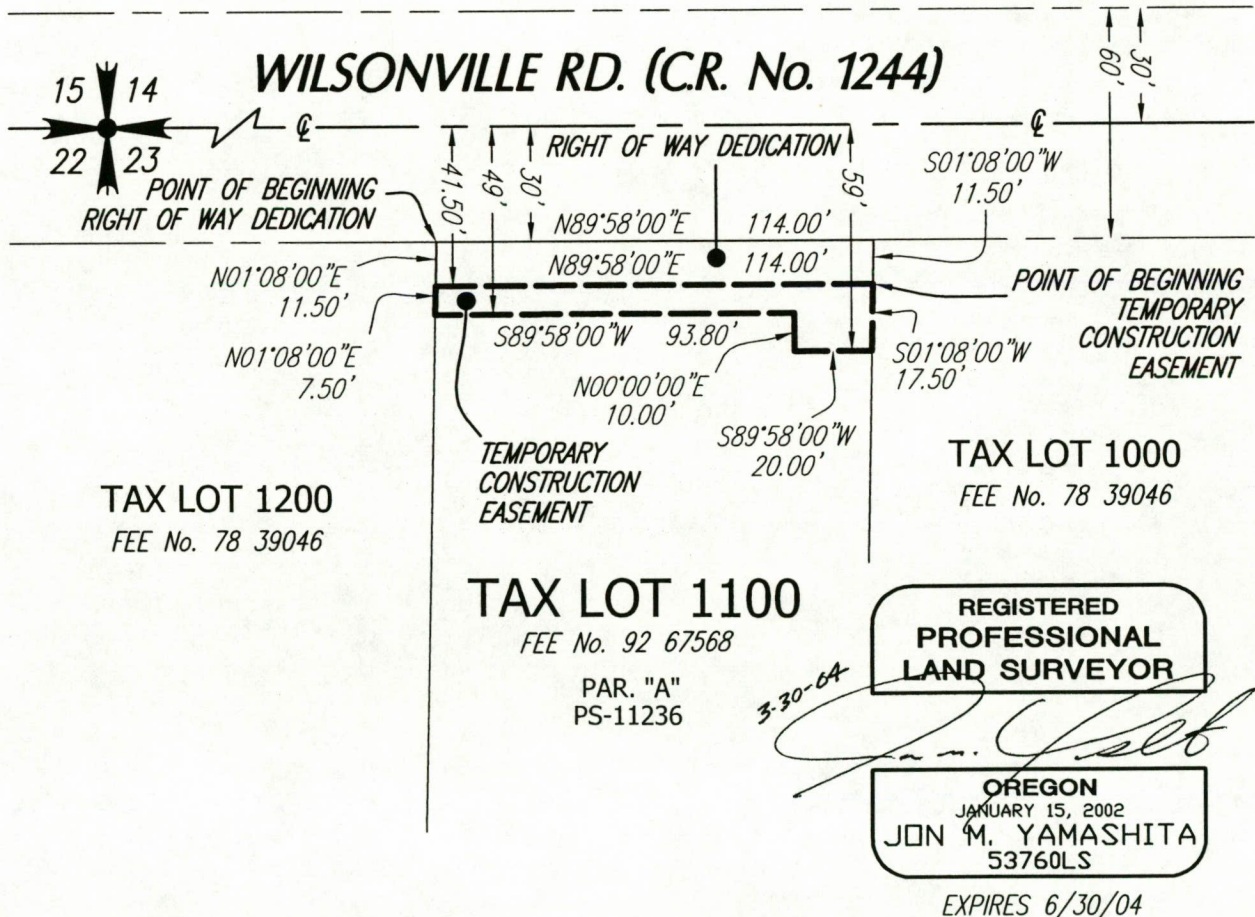 60'
30'
WILSONVILLE RD. (C.R. No. 1244)
15 14
22 23
℄
℄
RIGHT OF WAY DEDICATION
POINT OF BEGINNING
RIGHT OF WAY DEDICATION
41.50'
49'
30'
59'
S01°08'00"W
11.50'
N89°58'00"E 114.00'
N89°58'00"E 114.00'
N01°08'00"E
11.50'
N01°08'00"E
7.50'
S89°58'00"W 93.80'
POINT OF BEGINNING
TEMPORARY
CONSTRUCTION
EASEMENT
S01°08'00"W
17.50'
N00°00'00"E
10.00'
S89°58'00"W
20.00'
TEMPORARY
CONSTRUCTION
EASEMENT
TAX LOT 1200
FEE No. 78 39046
TAX LOT 1000
FEE No. 78 39046
TAX LOT 1100
FEE No. 92 67568
PAR. "A"
PS-11236
REGISTERED
PROFESSIONAL
LAND SURVEYOR
3-30-04
OREGON
JANUARY 15, 2002
JON M. YAMASHITA
53760LS
EXPIRES 6/30/04